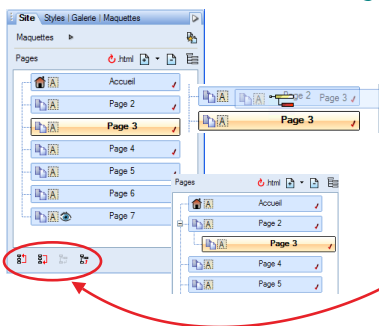 Site Styles Galerie Maquettes
Maquettes
Pages .html
A Accueil
A Page 2
A Page 3
A Page 4
A Page 5
A Page 6
A Page 7
A A Page 2 Page 3
A Page 3
Pages .html
A Accueil
A Page 2
A Page 3
A Page 4
A Page 5